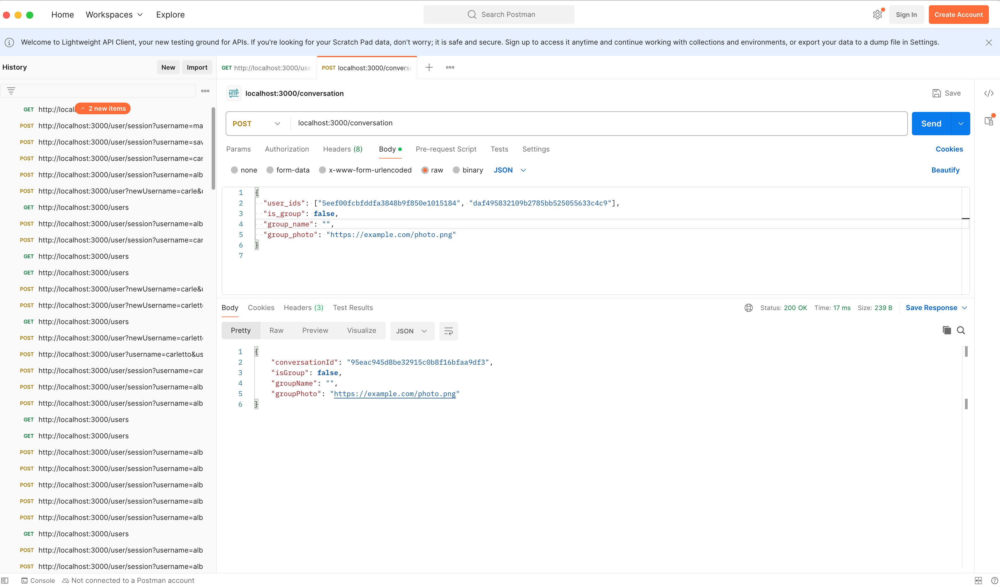 Home Workspaces Explore Search Postman Sign In Create Account
Welcome to Lightweight API Client, your new testing ground for APIs. If you're looking for your Scratch Pad data, don't worry; it is safe and secure. Sign up to access it anytime and continue working with collections and environments, or export your data to a dump file in Settings.
History New Import
GET http://local
2 new items
POST http://localhost:3000/user/session?username=ma
POST http://localhost:3000/user/session?username=sav
POST http://localhost:3000/user/session?username=car
POST http://localhost:3000/user/session?username=alb
POST http://localhost:3000/user?newUsername=carle&u
GET http://localhost:3000/users
POST http://localhost:3000/user/session?username=alb
POST http://localhost:3000/user/session?username=car
GET http://localhost:3000/users
GET http://localhost:3000/users
POST http://localhost:3000/user?newUsername=carle&u
POST http://localhost:3000/user?newUsername=carlett
GET http://localhost:3000/users
POST http://localhost:3000/user?newUsername=carlett
POST http://localhost:3000/user?username=carletto&us
POST http://localhost:3000/user/session?username=car
POST http://localhost:3000/user/session?username=alb
POST http://localhost:3000/user/session?username=alb
GET http://localhost:3000/users
GET http://localhost:3000/users
POST http://localhost:3000/user/session?username=alb
POST http://localhost:3000/user/session?username=alb
POST http://localhost:3000/user/session?username=alb
POST http://localhost:3000/user/session?username=alb
POST http://localhost:3000/user/session?username=alb
GET http://localhost:3000/users
POST http://localhost:3000/user/session?username=alb
POST http://localhost:3000/user/session?username=alb
GET http://localhost:3000/use POST localhost:3000/convers
HTTP localhost:3000/conversation Save </>
POST localhost:3000/conversation Send
Params Authorization Headers (8) Body Pre-request Script Tests Settings Cookies
none form-data x-www-form-urlencoded raw binary JSON Beautify
1 {
2 "user_ids": ["5eef00fcbfddfa3848b9f850e1015184", "daf495832109b2785bb525055633c4c9"],
3 "is_group": false,
4 "group_name": "",
5 "group_photo": "https://example.com/photo.png"
6 }
7
Body Cookies Headers (3) Test Results Status: 200 OK Time: 17 ms Size: 239 B Save Response
Pretty Raw Preview Visualize JSON
1 {
2 "conversationId": "95eac945d8be32915c0b8f16bfaa9df3",
3 "isGroup": false,
4 "groupName": "",
5 "groupPhoto": "https://example.com/photo.png"
6 }
Console Not connected to a Postman account